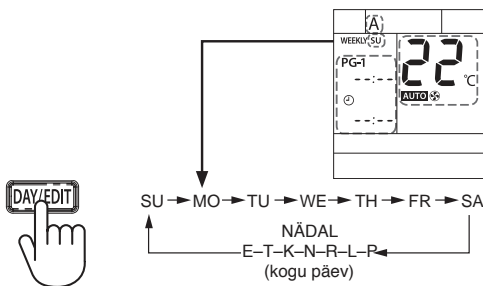 A
WEEKLY SU
PG-1
--:--
--:--
22 °C
AUTO
DAY/EDIT
SU → MO → TU → WE → TH → FR → SA
NÄDAL
E–T–K–N–R–L–P
(kogu päev)